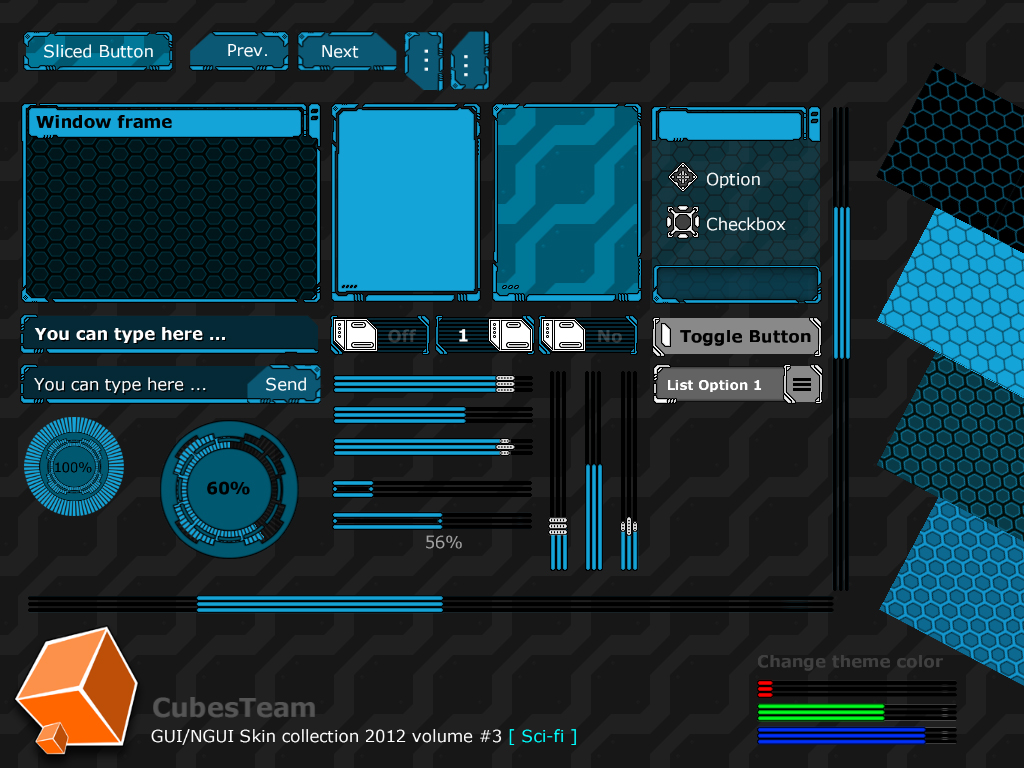 Sliced Button
Prev.
Next
Window frame
Option
Checkbox
You can type here ...
Off
1
No
Toggle Button
You can type here ...
Send
List Option 1
100%
60%
56%
Change theme color
CubesTeam
GUI/NGUI Skin collection 2012 volume #3 [ Sci-fi ]